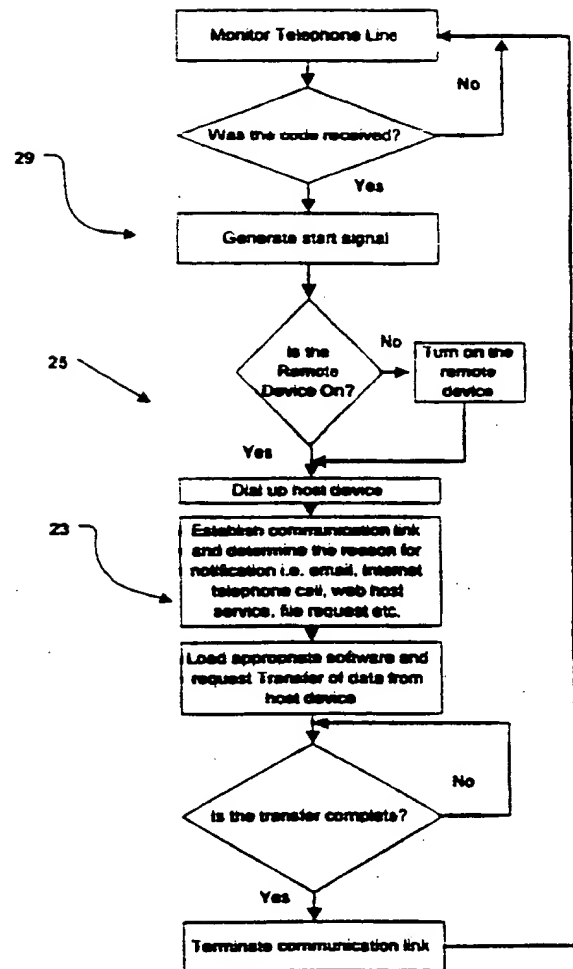 Monitor Telephone Line
No
Was the code received?
29
Yes
Generate start signal
Is the
Remote
Device On?
No
Turn on the
remote
device
25
Yes
Dial up host device
23
Establish communication link
and determine the reason for
notification i.e. email, Internet
telephone call, web host
service, file request etc.
Load appropriate software and
request Transfer of data from
host device
No
Is the transfer complete?
Yes
Terminate communication link